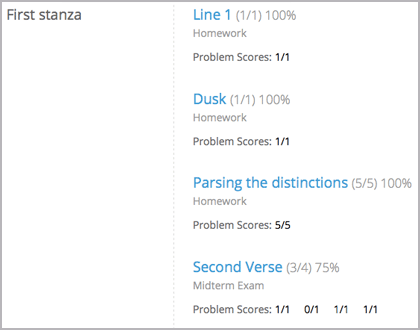 First stanza
Line 1 (1/1) 100%
Homework
Problem Scores: 1/1
Dusk (1/1) 100%
Homework
Problem Scores: 1/1
Parsing the distinctions (5/5) 100%
Homework
Problem Scores: 5/5
Second Verse (3/4) 75%
Midterm Exam
Problem Scores: 1/1 0/1 1/1 1/1